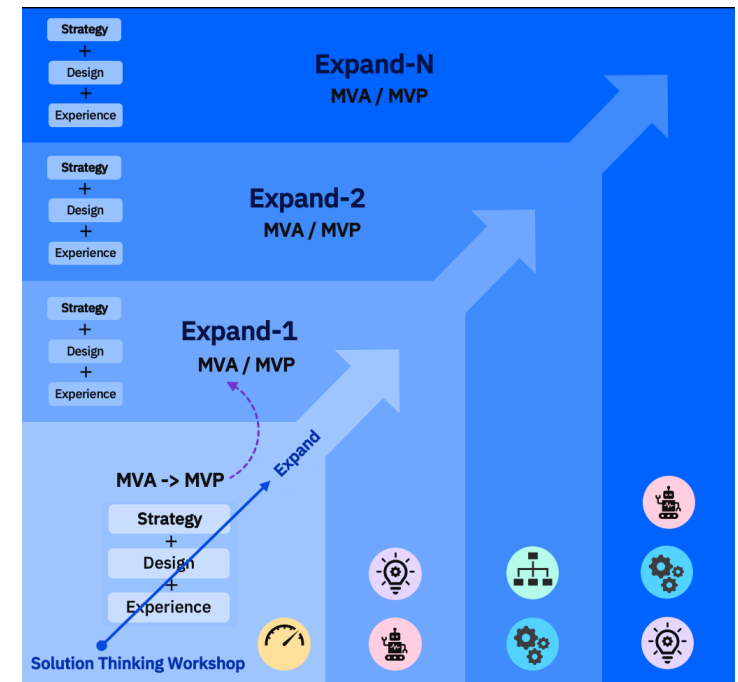 Strategy
+
Design
+
Experience
Expand-N
MVA / MVP
Strategy
+
Design
+
Experience
Expand-2
MVA / MVP
Strategy
+
Design
+
Experience
Expand-1
MVA / MVP
Expand
MVA -> MVP
Strategy
+
Design
+
Experience
Solution Thinking Workshop